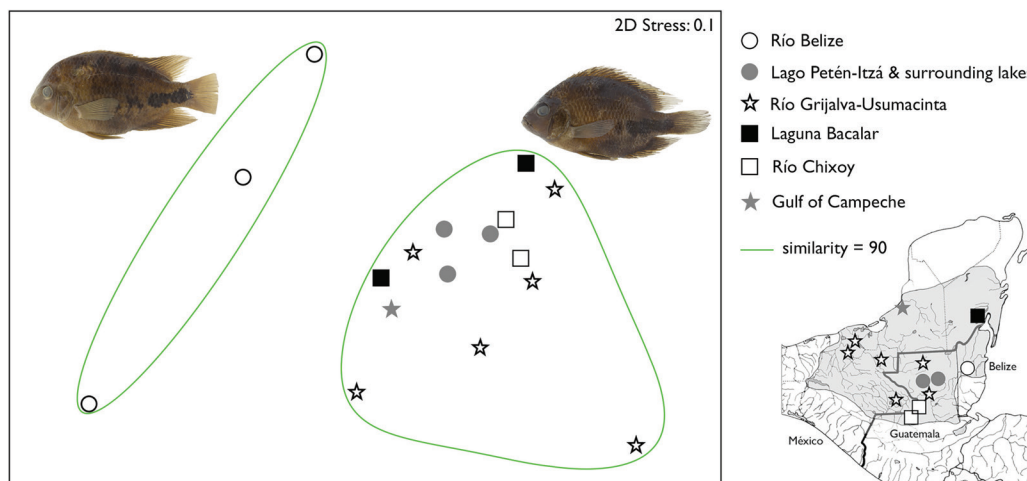 2D Stress: 0.1
Río Belize
Lago Petén-Itzá & surrounding lake
Río Grijalva-Usumacinta
Laguna Bacalar
Río Chixoy
Gulf of Campeche
similarity = 90
Belize
Guatemala
México